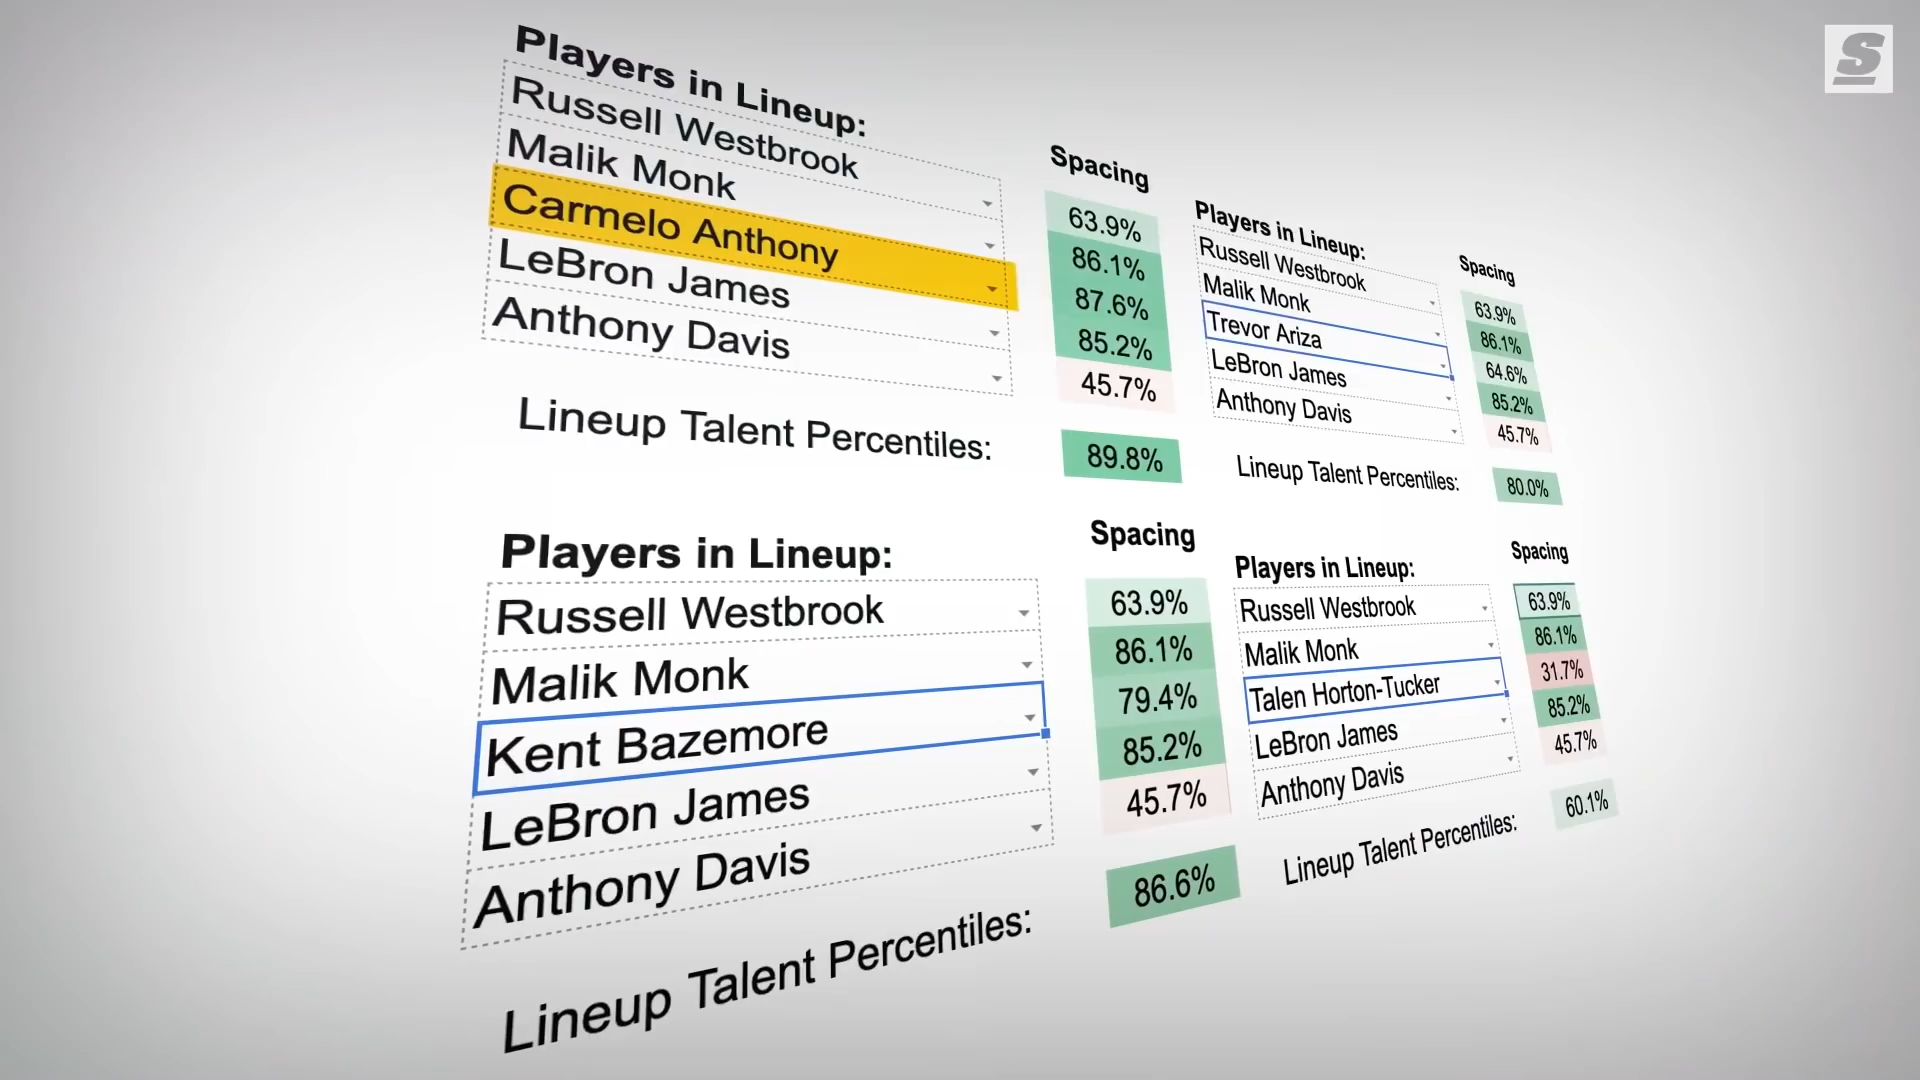 S
Players in Lineup:
Spacing
Russell Westbrook
63.9%
Malik Monk
86.1%
Carmelo Anthony
87.6%
LeBron James
85.2%
Anthony Davis
45.7%
Lineup Talent Percentiles:
89.8%
Players in Lineup:
Spacing
Russell Westbrook
63.9%
Malik Monk
86.1%
Trevor Ariza
64.6%
LeBron James
85.2%
Anthony Davis
45.7%
Lineup Talent Percentiles:
80.0%
Players in Lineup:
Spacing
Russell Westbrook
63.9%
Malik Monk
86.1%
Kent Bazemore
79.4%
LeBron James
85.2%
Anthony Davis
45.7%
Lineup Talent Percentiles:
86.6%
Players in Lineup:
Spacing
Russell Westbrook
63.9%
Malik Monk
86.1%
Talen Horton-Tucker
31.7%
LeBron James
85.2%
Anthony Davis
45.7%
Lineup Talent Percentiles:
60.1%